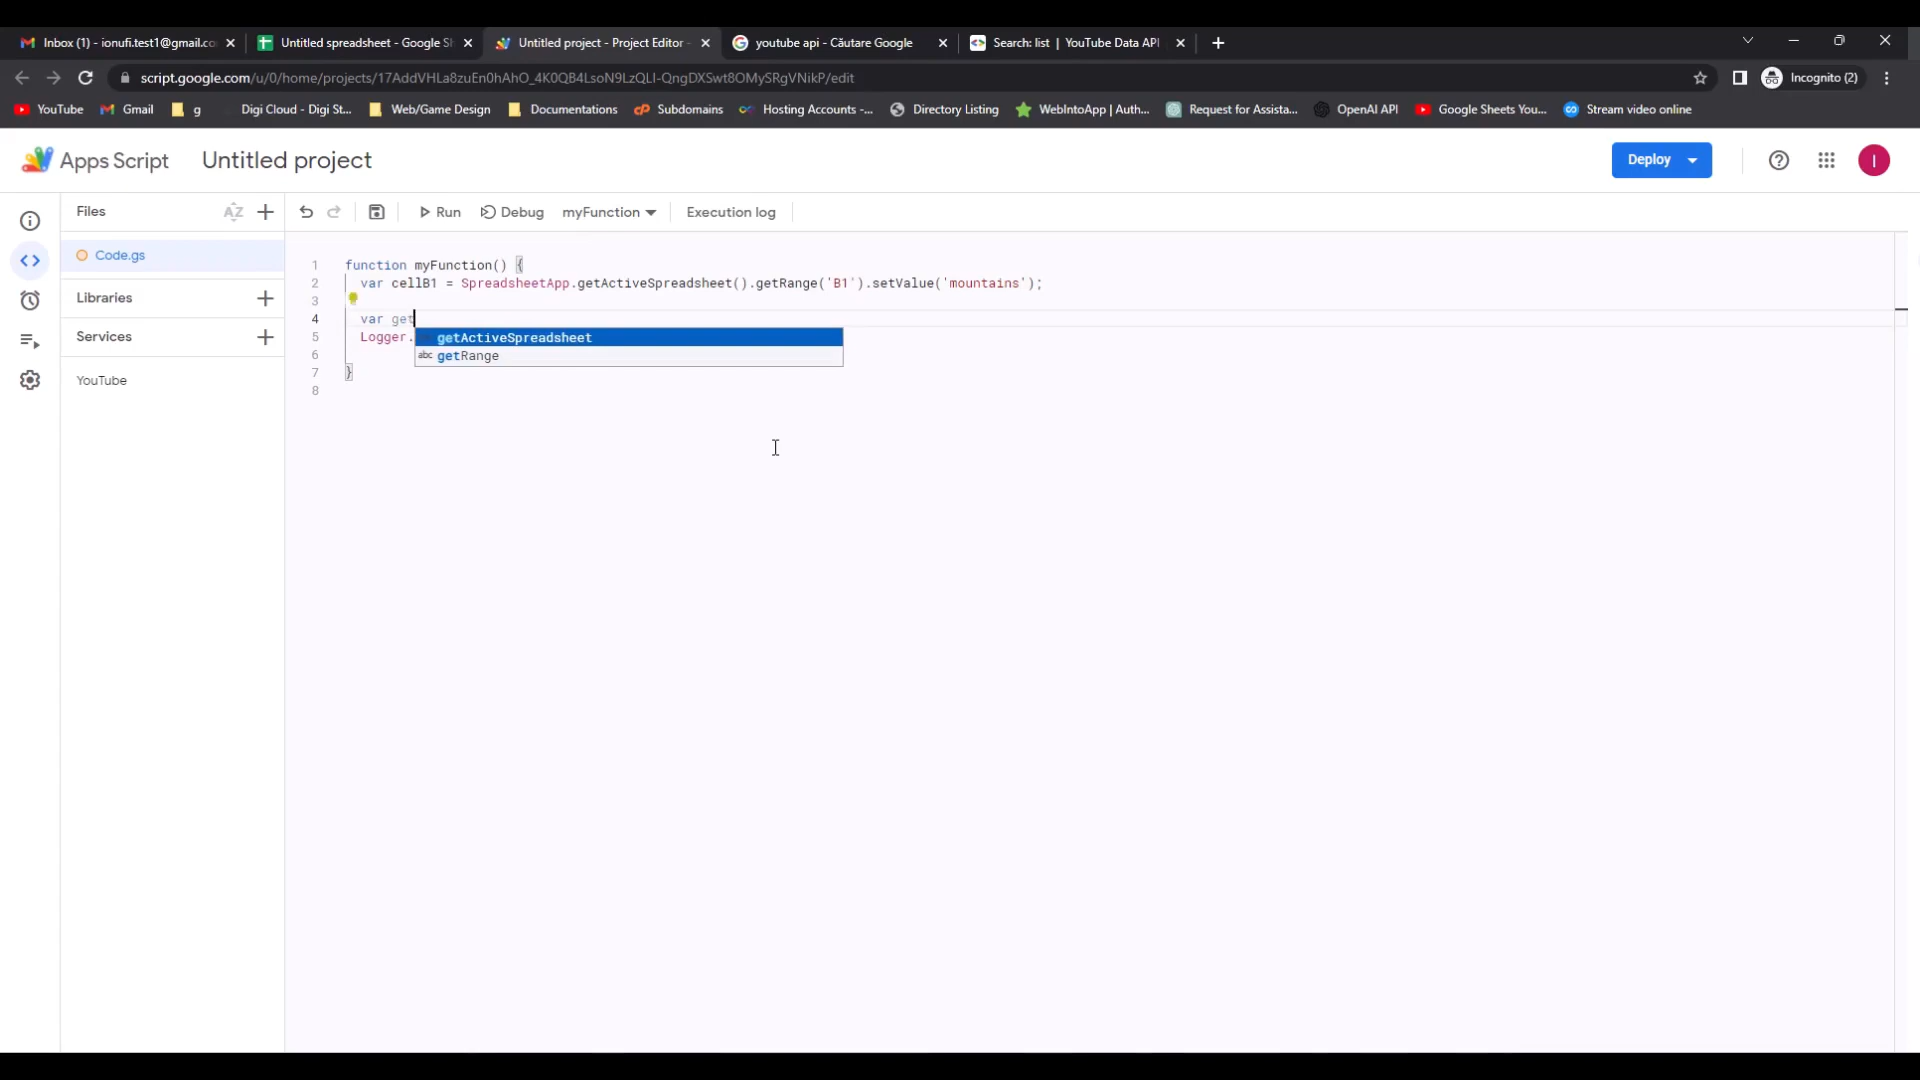 Inbox (1) - ionufi.test1@gmail.co
Untitled spreadsheet - Google Sh
Untitled project - Project Editor -
youtube api - Căutare Google
Search: list | YouTube Data API
script.google.com/u/0/home/projects/17AddVHLa8zuEn0hAhO_4K0QB4LsoN9LzQLI-QngDXSwt8OMySRgVNikP/edit
Incognito (2)
YouTube
Gmail
g
Digi Cloud - Digi St...
Web/Game Design
Documentations
Subdomains
Hosting Accounts -...
Directory Listing
WebIntoApp | Auth...
Request for Assista...
OpenAI API
Google Sheets You...
Stream video online
Apps Script
Untitled project
Deploy
I
Files
AZ
Run
Debug
myFunction
Execution log
Code.gs
Libraries
Services
YouTube
1 function myFunction() {
2 var cellB1 = SpreadsheetApp.getActiveSpreadsheet().getRange('B1').setValue('mountains');
3
4 var get
getActiveSpreadsheet
5 Logger.
abc getRange
6
7 }
8